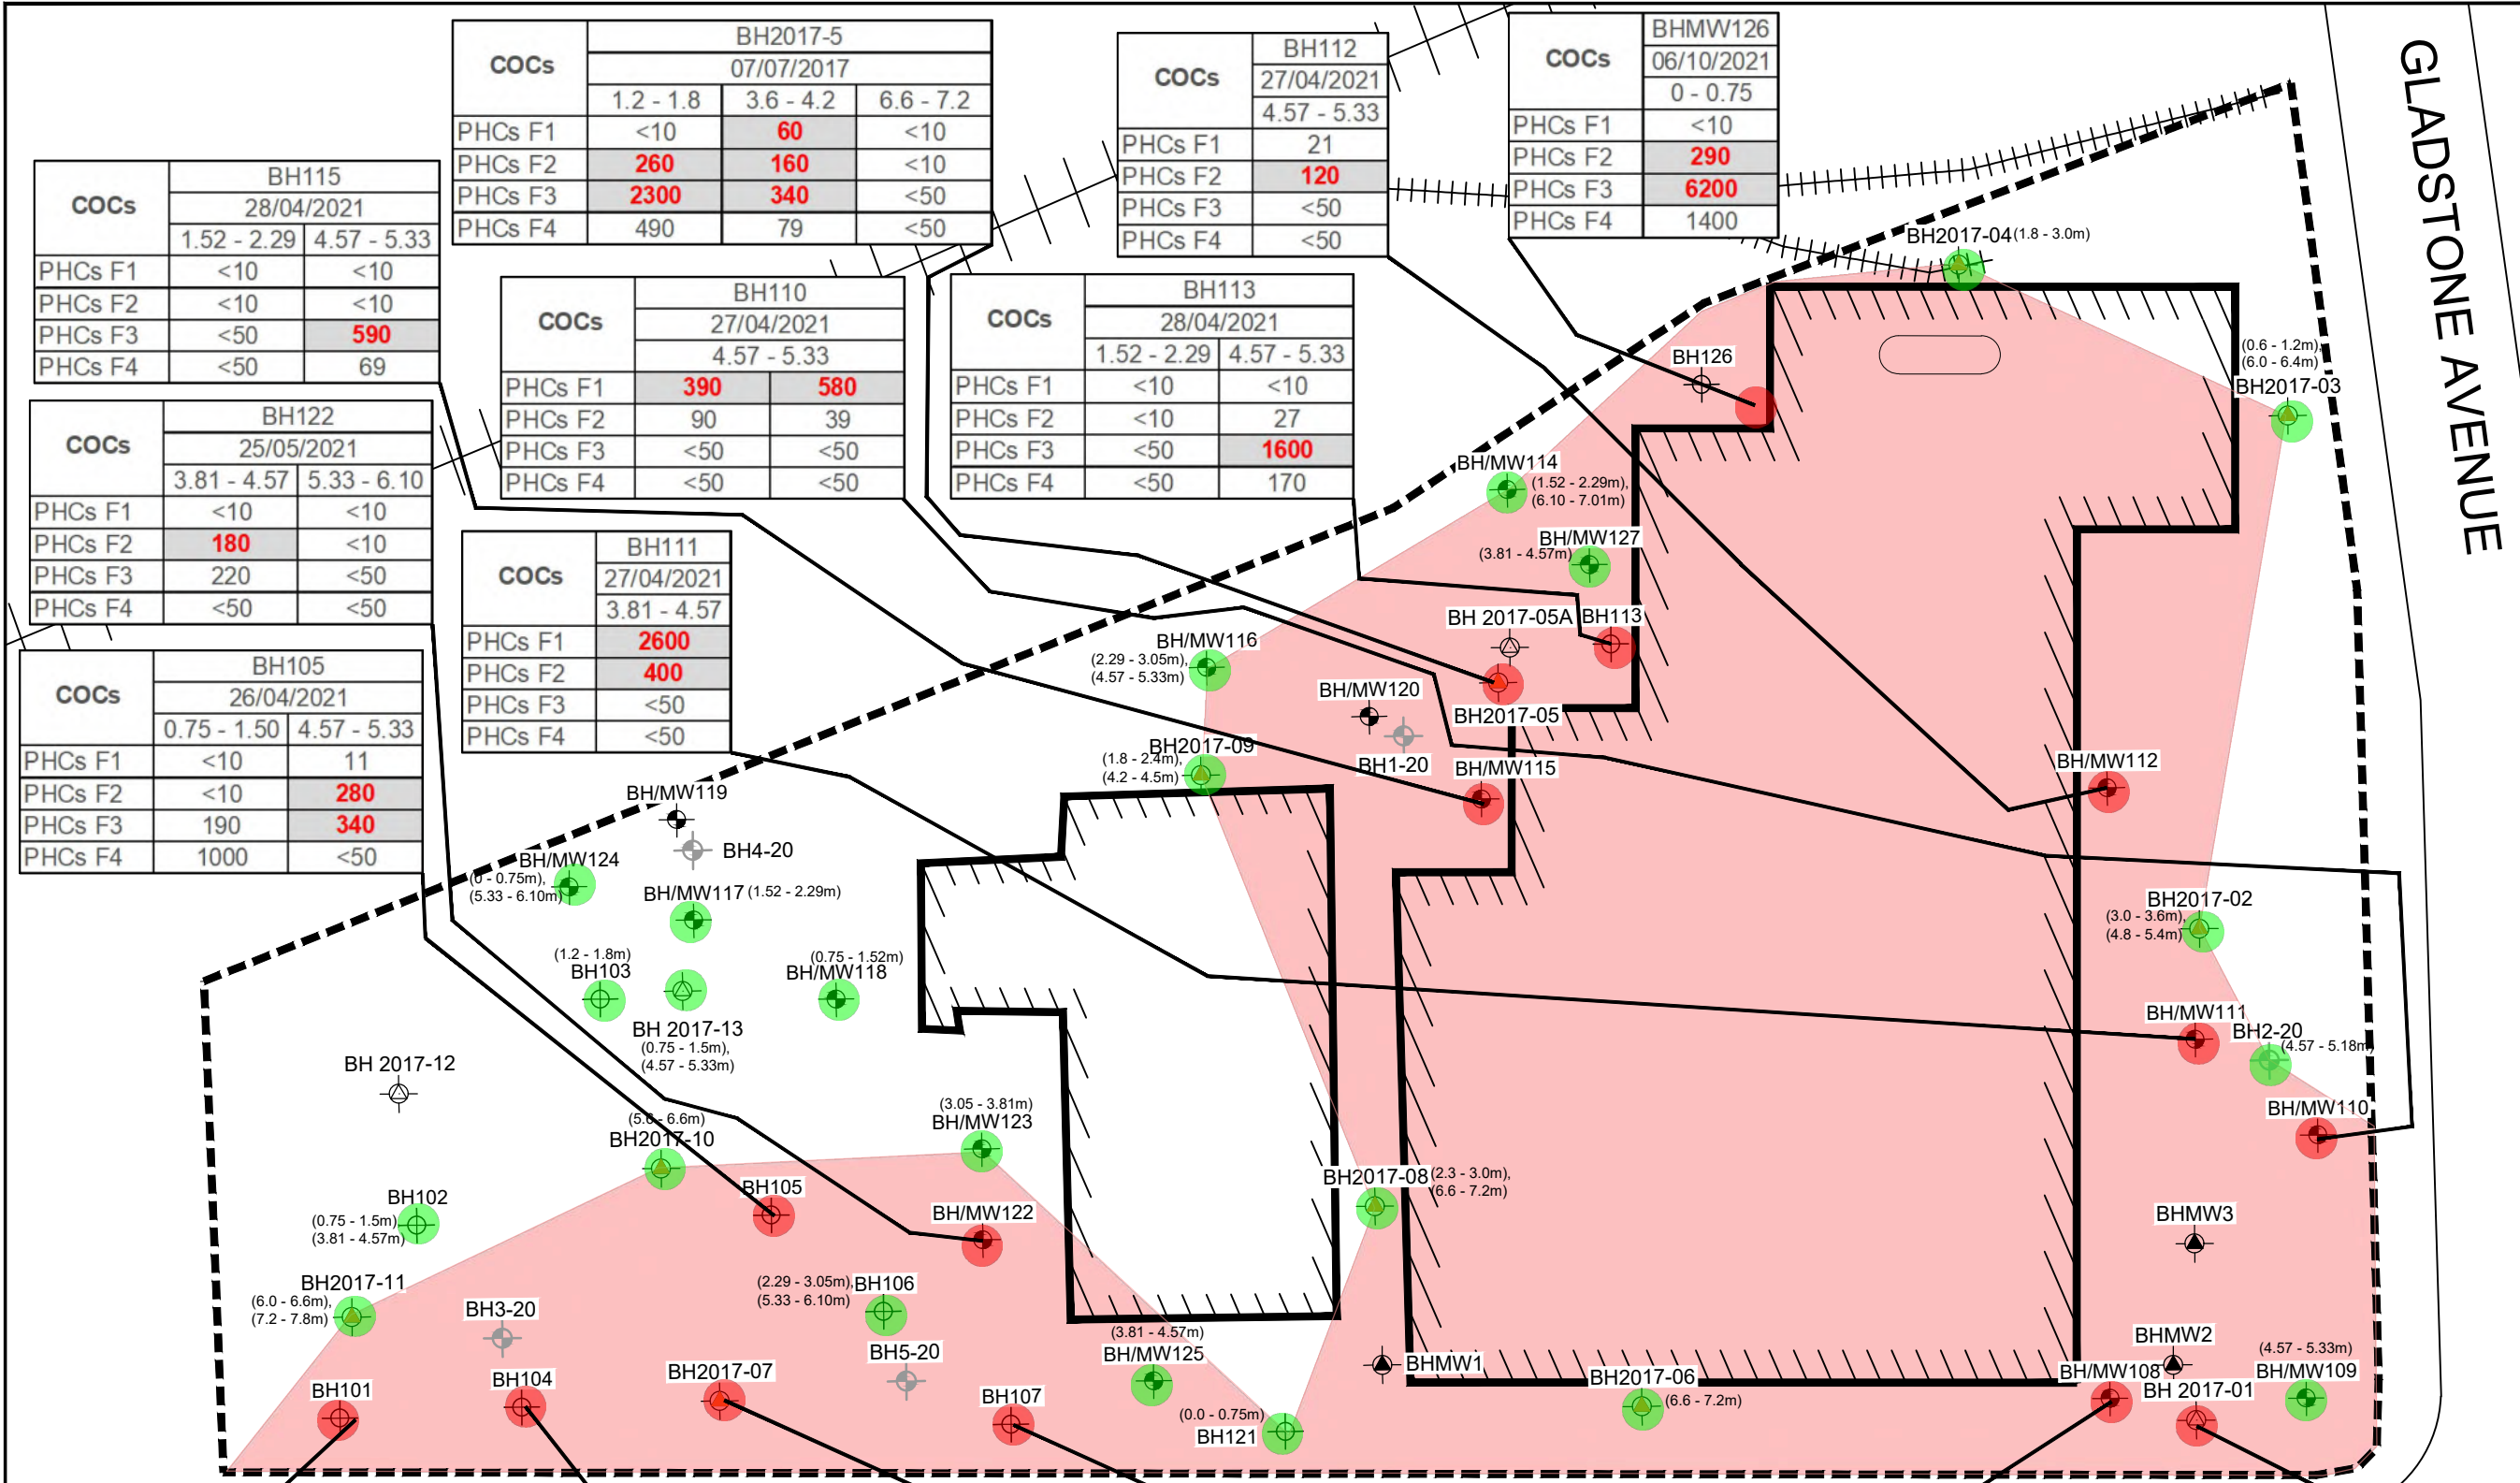 COCs BH2017-5
07/07/2017
1.2 - 1.8 3.6 - 4.2 6.6 - 7.2
PHCs F1 <10 60 <10
PHCs F2 260 160 <10
PHCs F3 2300 340 <50
PHCs F4 490 79 <50
COCs BH112
27/04/2021
4.57 - 5.33
PHCs F1 21
PHCs F2 120
PHCs F3 <50
PHCs F4 <50
COCs BHMW126
06/10/2021
0 - 0.75
PHCs F1 <10
PHCs F2 290
PHCs F3 6200
PHCs F4 1400
GLADSTONE AVENUE
COCs BH115
28/04/2021
1.52 - 2.29 4.57 - 5.33
PHCs F1 <10 <10
PHCs F2 <10 <10
PHCs F3 <50 590
PHCs F4 <50 69
COCs BH110
27/04/2021
4.57 - 5.33
PHCs F1 390 580
PHCs F2 90 39
PHCs F3 <50 <50
PHCs F4 <50 <50
COCs BH113
28/04/2021
1.52 - 2.29 4.57 - 5.33
PHCs F1 <10 <10
PHCs F2 <10 27
PHCs F3 <50 1600
PHCs F4 <50 170
COCs BH122
25/05/2021
3.81 - 4.57 5.33 - 6.10
PHCs F1 <10 <10
PHCs F2 180 <10
PHCs F3 220 <50
PHCs F4 <50 <50
COCs BH111
27/04/2021
3.81 - 4.57
PHCs F1 2600
PHCs F2 400
PHCs F3 <50
PHCs F4 <50
COCs BH105
26/04/2021
0.75 - 1.50 4.57 - 5.33
PHCs F1 <10 11
PHCs F2 <10 280
PHCs F3 190 340
PHCs F4 1000 <50
BH2017-04 (1.8 - 3.0m)
(0.6 - 1.2m),
(6.0 - 6.4m)
BH2017-03
BH126
BH/MW114
(1.52 - 2.29m),
(6.10 - 7.01m)
BH/MW127
(3.81 - 4.57m)
BH 2017-05A
BH113
BH/MW116
(2.29 - 3.05m),
(4.57 - 5.33m)
BH/MW120
BH2017-05
BH2017-09
(1.8 - 2.4m),
(4.2 - 4.5m)
BH1-20
BH/MW115
BH/MW112
BH/MW119
BH4-20
BH/MW124
(0 - 0.75m),
(5.33 - 6.10m)
BH/MW117 (1.52 - 2.29m)
BH2017-02
(3.0 - 3.6m),
(4.8 - 5.4m)
(1.2 - 1.8m)
BH103
(0.75 - 1.52m)
BH/MW118
BH 2017-13
(0.75 - 1.5m),
(4.57 - 5.33m)
BH/MW111
BH2-20
(4.57 - 5.18m)
BH 2017-12
(5.6 - 6.6m)
BH2017-10
(3.05 - 3.81m)
BH/MW123
BH/MW110
BH2017-08 (2.3 - 3.0m),
(6.6 - 7.2m)
BH102
(0.75 - 1.5m)
(3.81 - 4.57m)
BH105
BH/MW122
BHMW3
BH2017-11
(6.0 - 6.6m),
(7.2 - 7.8m)
BH3-20
(2.29 - 3.05m),
(5.33 - 6.10m)
BH106
(3.81 - 4.57m)
BH/MW125
BH5-20
BHMW1
BHMW2
(4.57 - 5.33m)
BH/MW109
BH101
BH104
BH2017-07
BH107
(0.0 - 0.75m)
BH121
BH2017-06
(6.6 - 7.2m)
BH/MW108
BH 2017-01